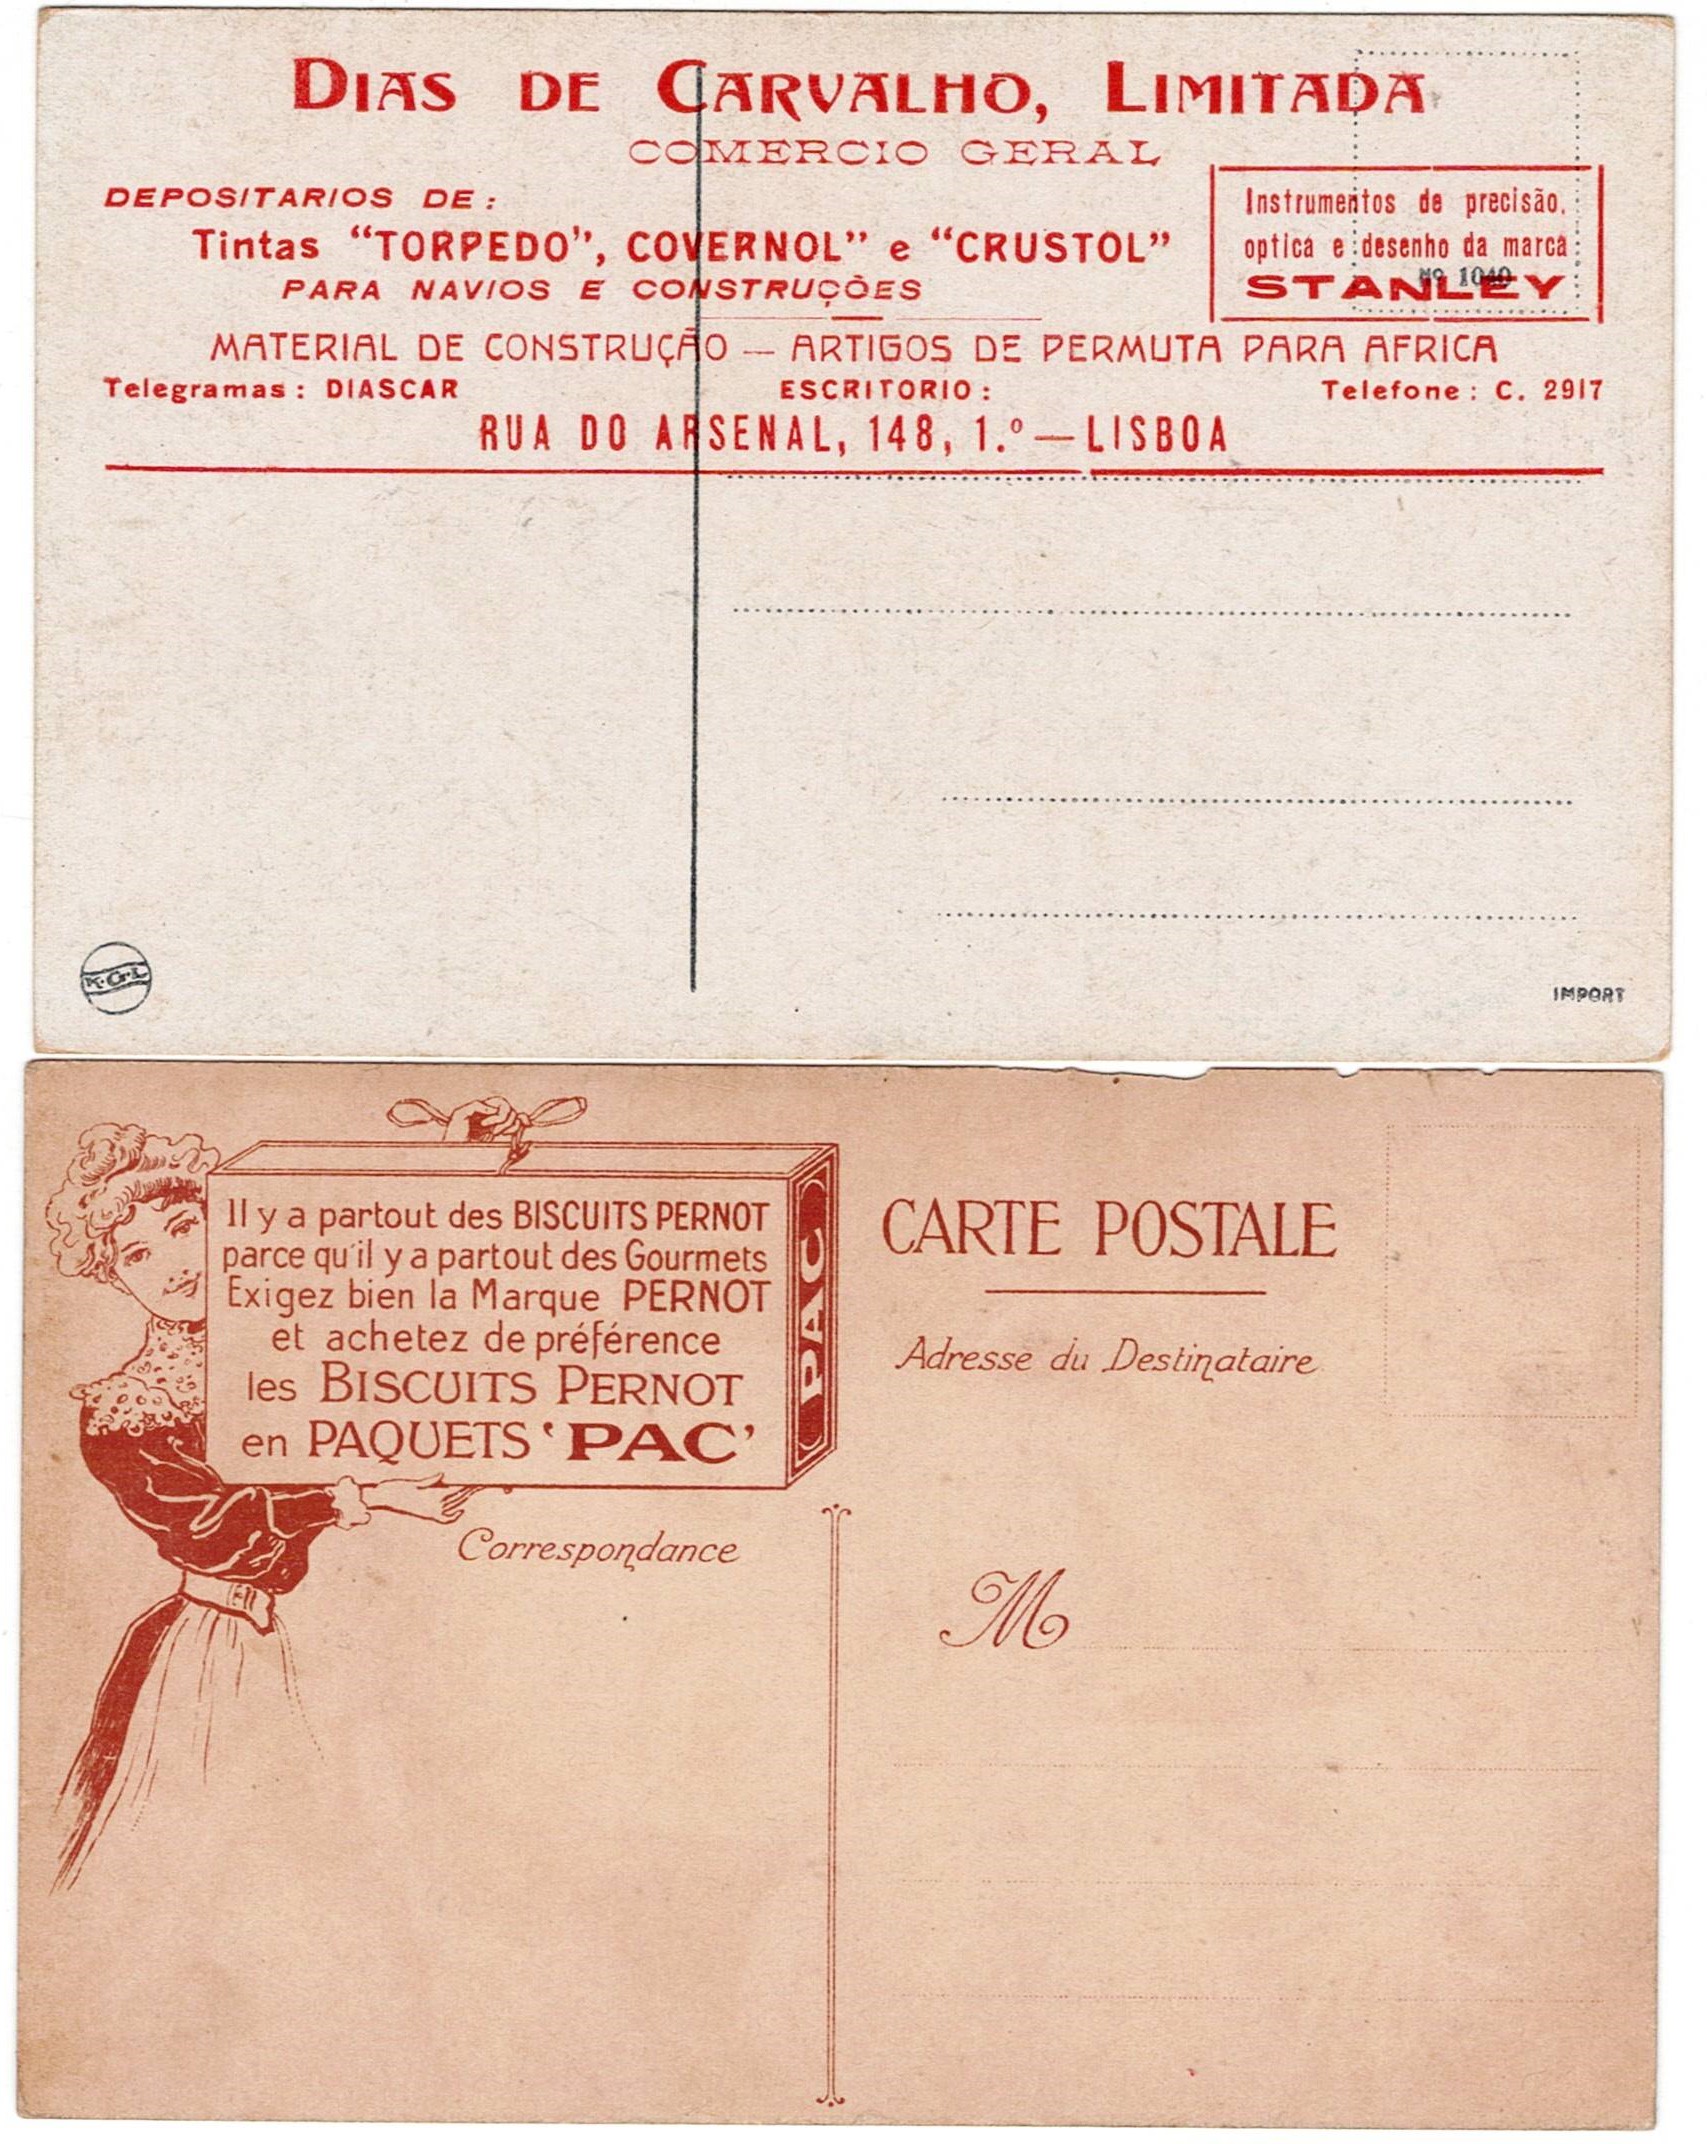 DIAS DE CARVALHO, LIMITADA
COMERCIO GERAL
DEPOSITARIOS DE:
Tintas "TORPEDO", COVERNOL" e "CRUSTOL"
PARA NAVIOS E CONSTRUÇÕES
Instrumentos de precisão,
optica e desenho da marca
Nº 1040
STANLEY
MATERIAL DE CONSTRUÇÃO — ARTIGOS DE PERMUTA PARA AFRICA
Telegramas: DIASCAR ESCRITORIO: Telefone: C. 2917
RUA DO ARSENAL, 148, 1.º — LISBOA
K.G.L
IMPORT
Il y a partout des BISCUITS PERNOT
parce qu'il y a partout des Gourmets
Exigez bien la Marque PERNOT
et achetez de préférence
les BISCUITS PERNOT
en PAQUETS 'PAC'
PAC
CARTE POSTALE
Adresse du Destinataire
Correspondance
M